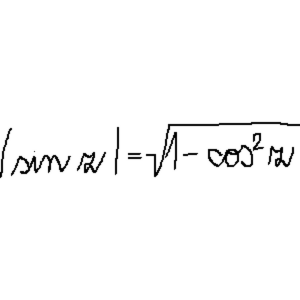 |sin z| = √(1 - cos² z)